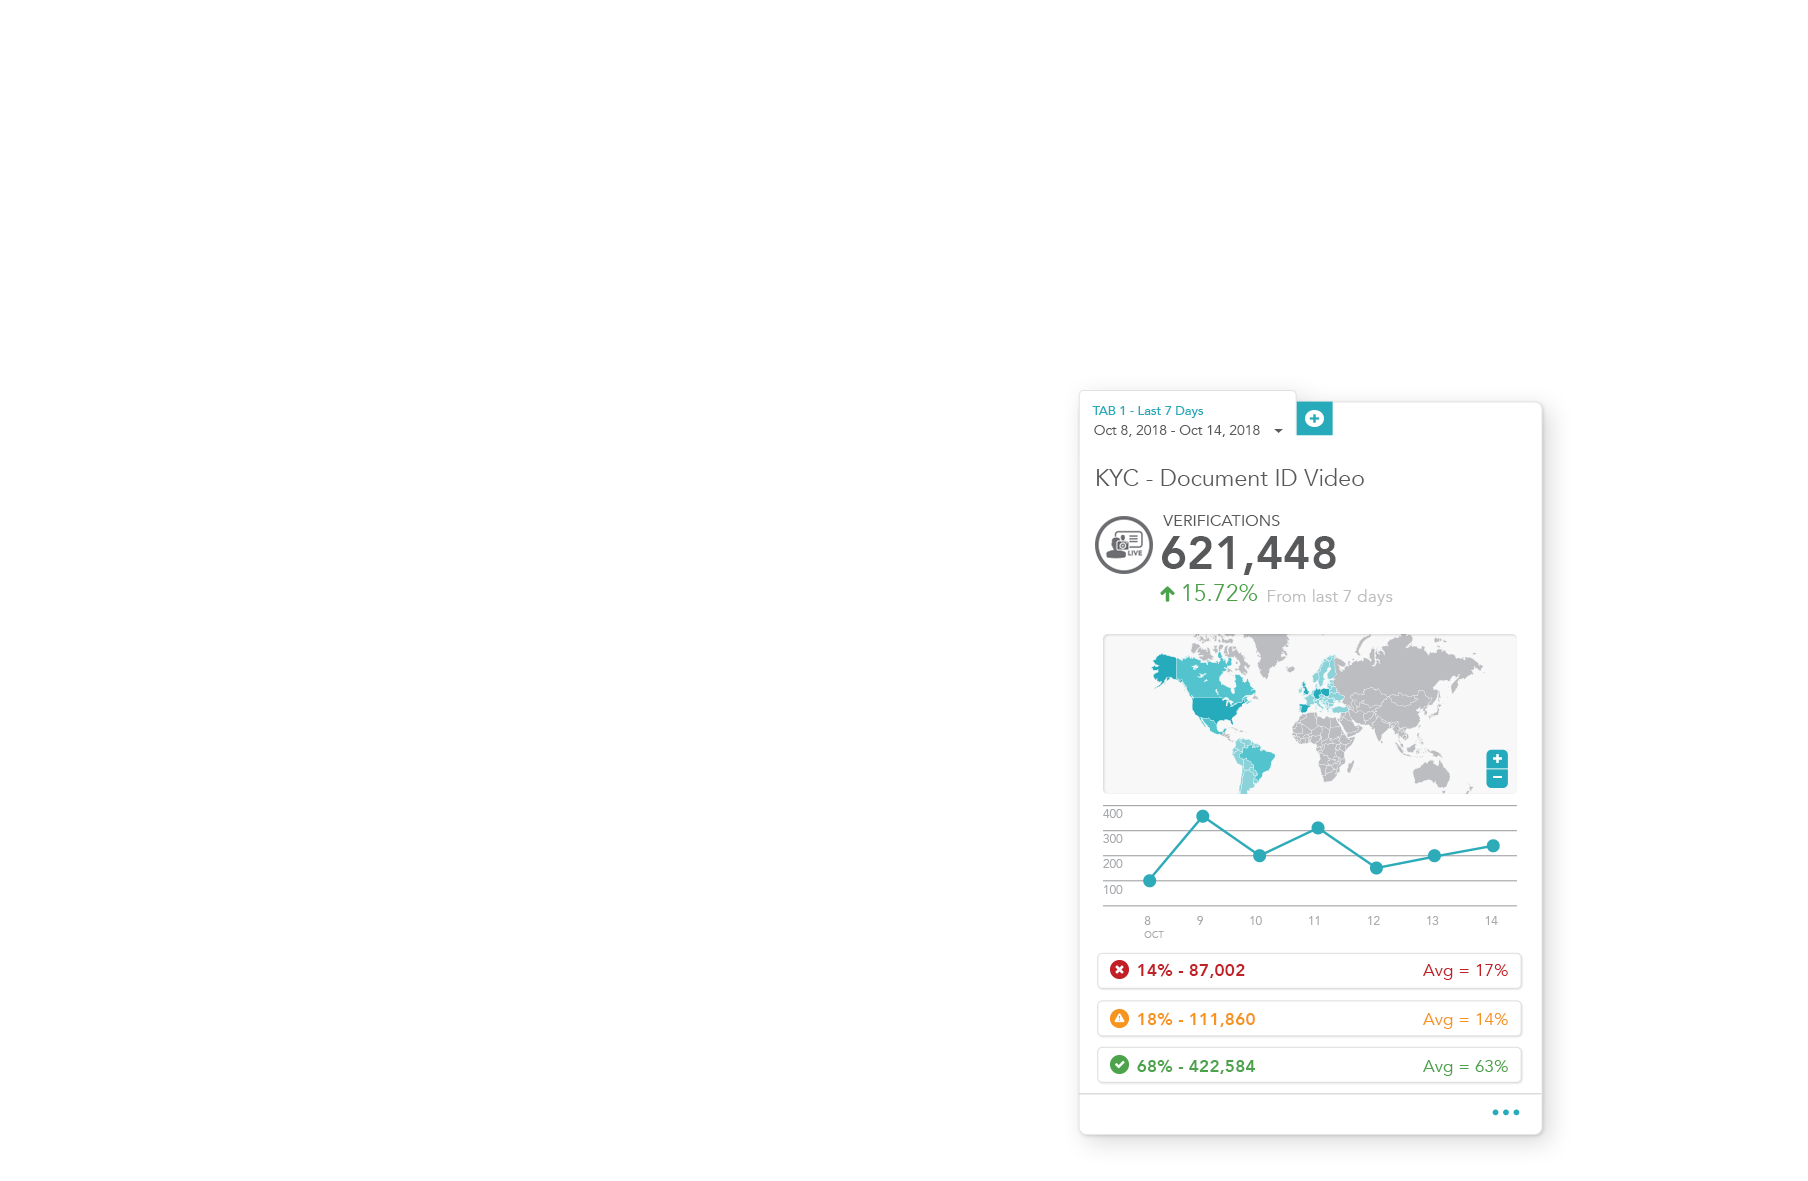 TAB 1 - Last 7 Days
Oct 8, 2018 - Oct 14, 2018
KYC - Document ID Video
VERIFICATIONS
LIVE
621,448
15.72% From last 7 days
400
300
200
100
8 9 10 11 12 13 14
OCT
14% - 87,002 Avg = 17%
18% - 111,860 Avg = 14%
68% - 422,584 Avg = 63%